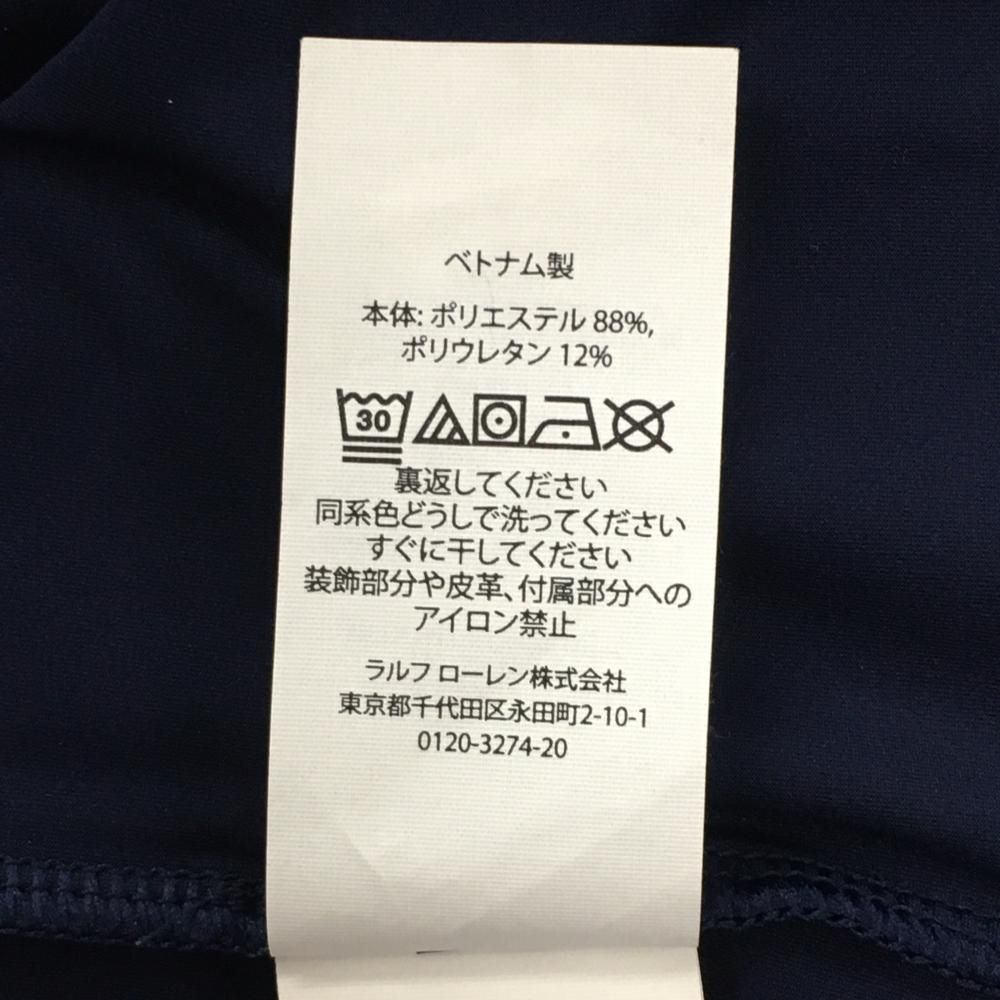 ベトナム製
本体: ポリエステル 88%,
ポリウレタン 12%
30
裏返してください
同系色どうしで洗ってください
すぐに干してください
装飾部分や皮革、付属部分への
アイロン禁止
ラルフ ローレン株式会社
東京都千代田区永田町2-10-1
0120-3274-20